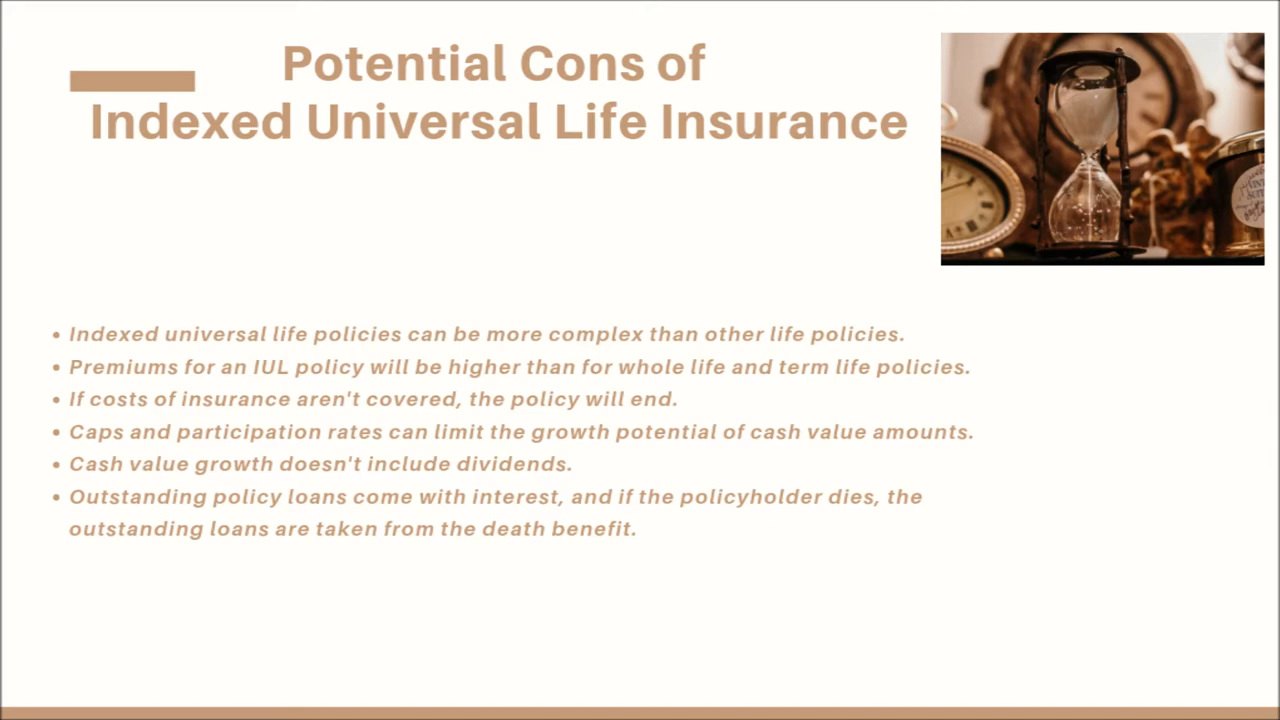 Potential Cons of
Indexed Universal Life Insurance
• Indexed universal life policies can be more complex than other life policies.
• Premiums for an IUL policy will be higher than for whole life and term life policies.
• If costs of insurance aren't covered, the policy will end.
• Caps and participation rates can limit the growth potential of cash value amounts.
• Cash value growth doesn't include dividends.
• Outstanding policy loans come with interest, and if the policyholder dies, the
outstanding loans are taken from the death benefit.